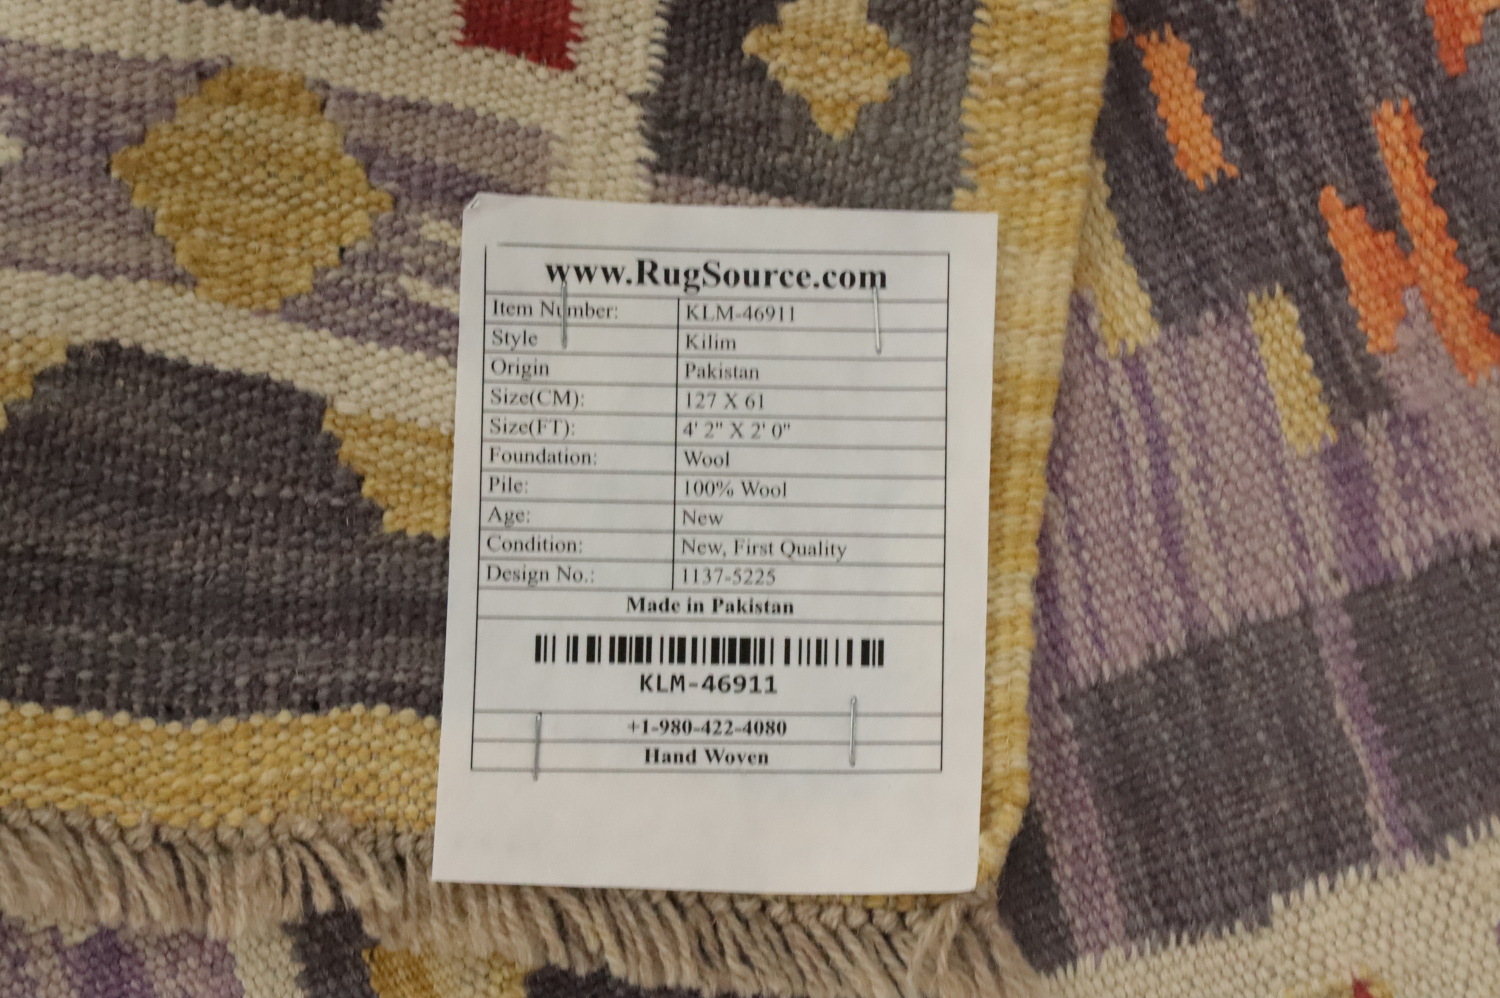 www.RugSource.com
Item Number: KLM-46911
Style Kilim
Origin Pakistan
Size(CM): 127 X 61
Size(FT): 4' 2" X 2' 0"
Foundation: Wool
Pile: 100% Wool
Age: New
Condition: New, First Quality
Design No.: 1137-5225
Made in Pakistan
KLM-46911
+1-980-422-4080
Hand Woven